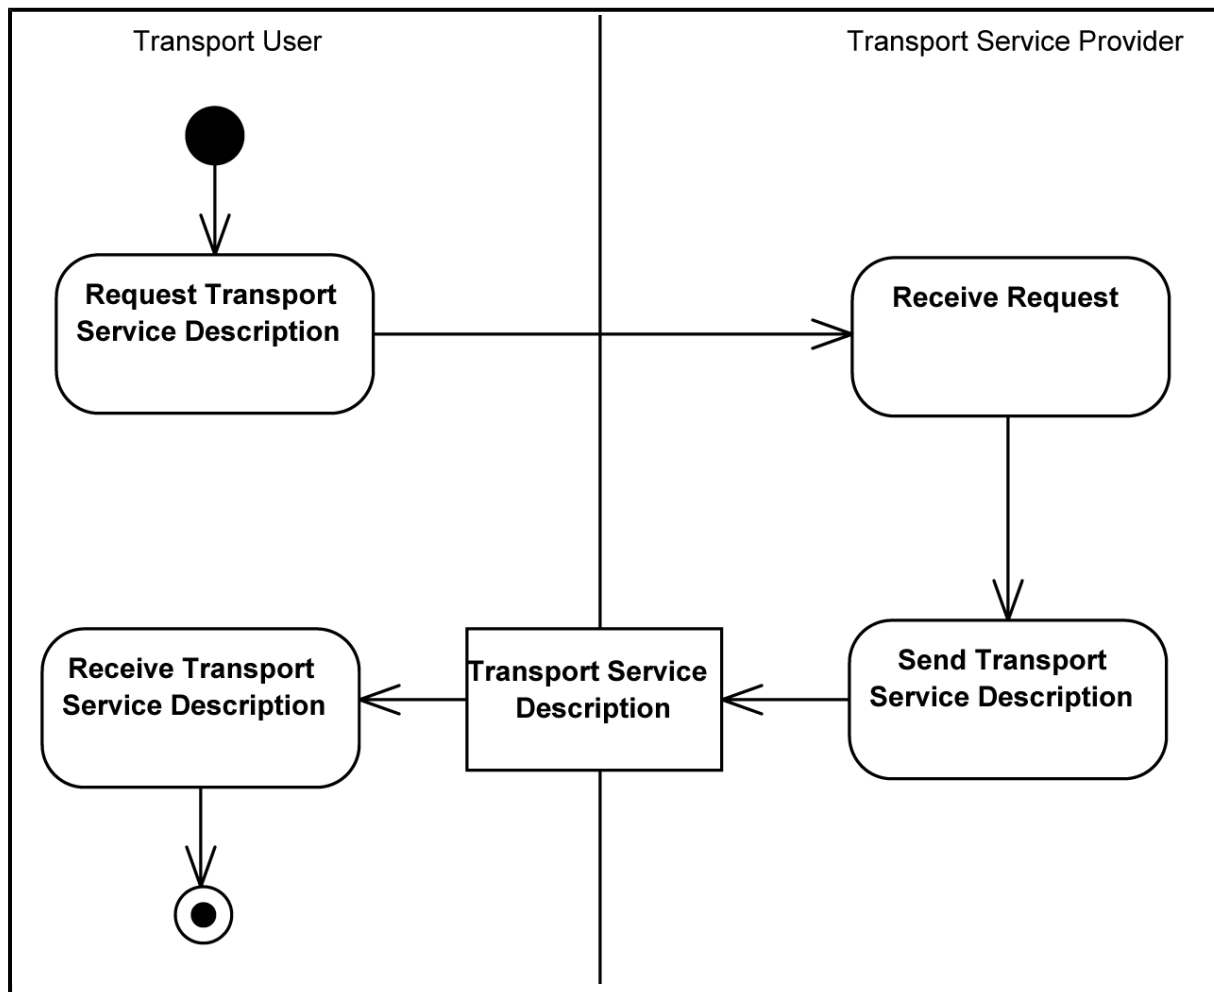 Transport User
Transport Service Provider
Request Transport
Service Description
Receive Request
Receive Transport
Service Description
Transport Service
Description
Send Transport
Service Description